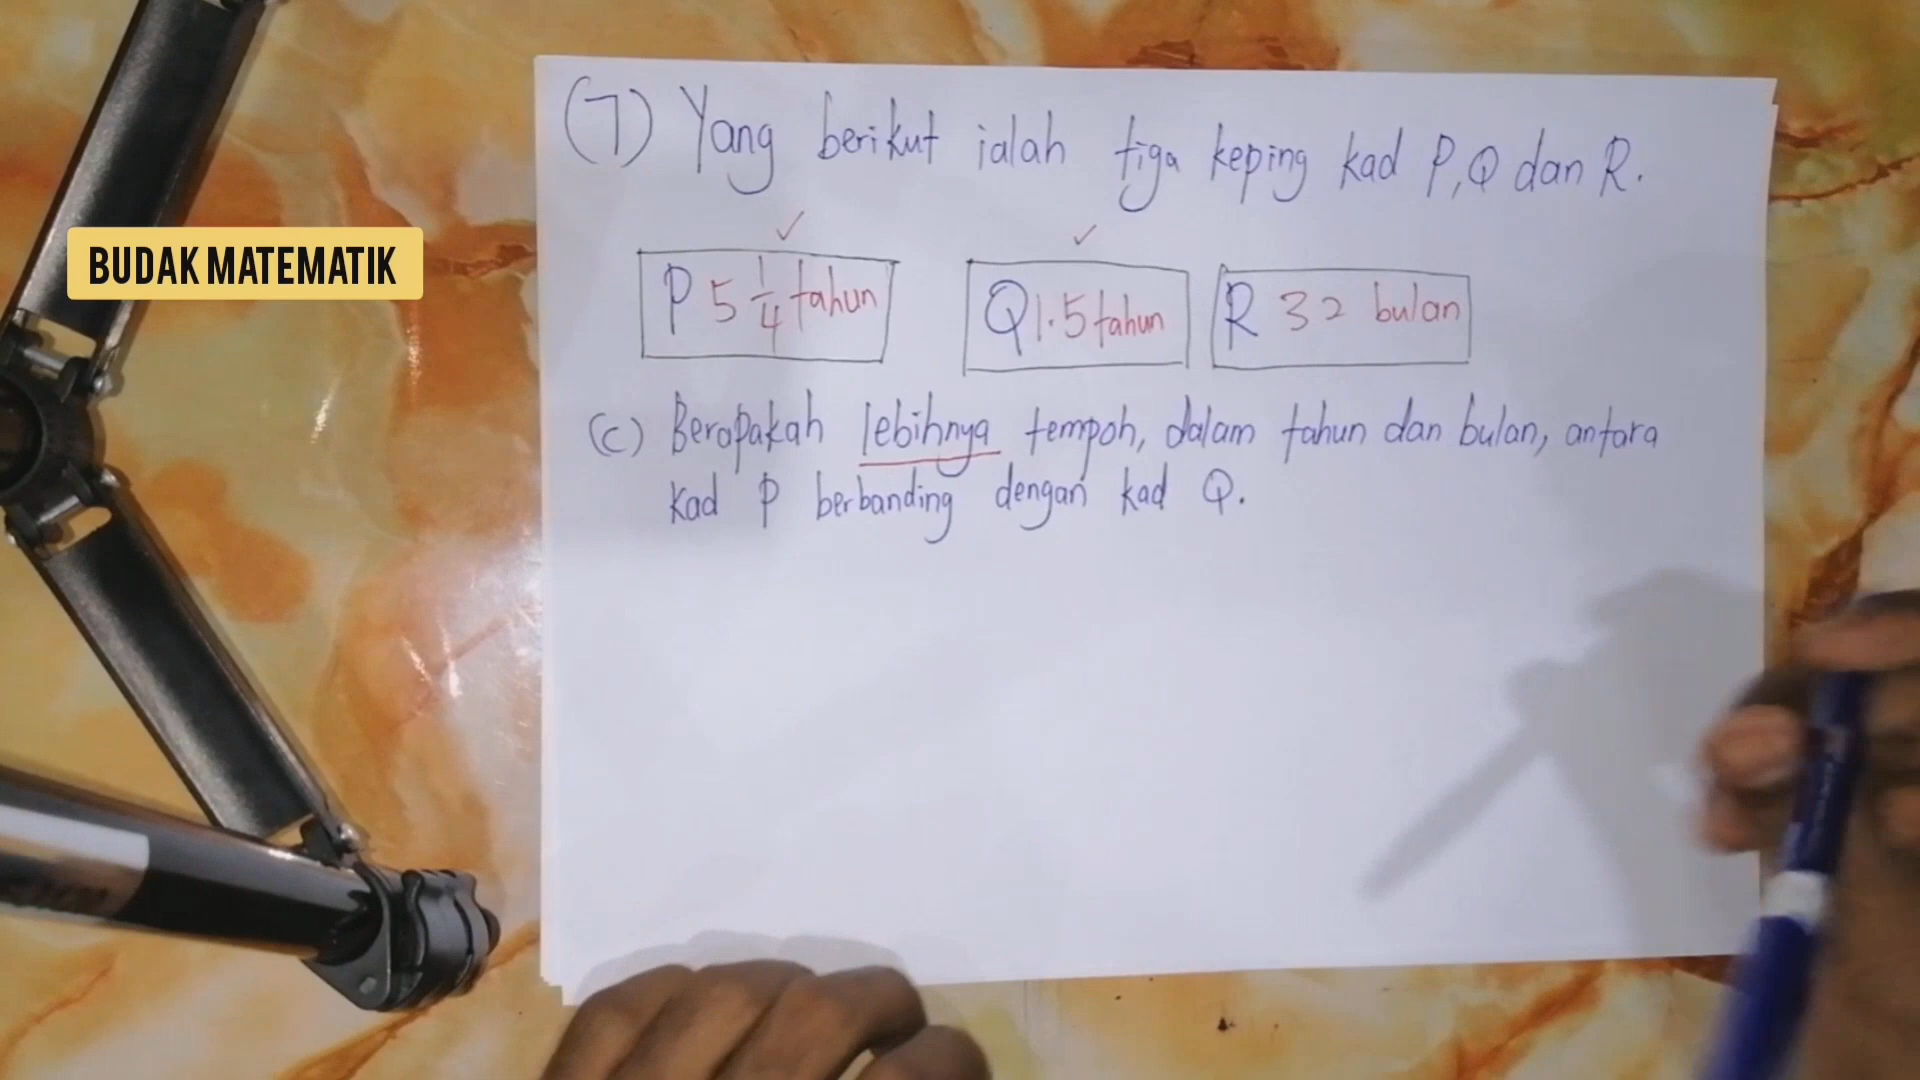 (7) Yang berikut ialah tiga keping kad P, Q dan R.
BUDAK MATEMATIK
P 5 1/4 tahun
Q 1.5 tahun
R 32 bulan
(c) Berapakah lebihnya tempoh, dalam tahun dan bulan, antara
kad P berbanding dengan kad Q.